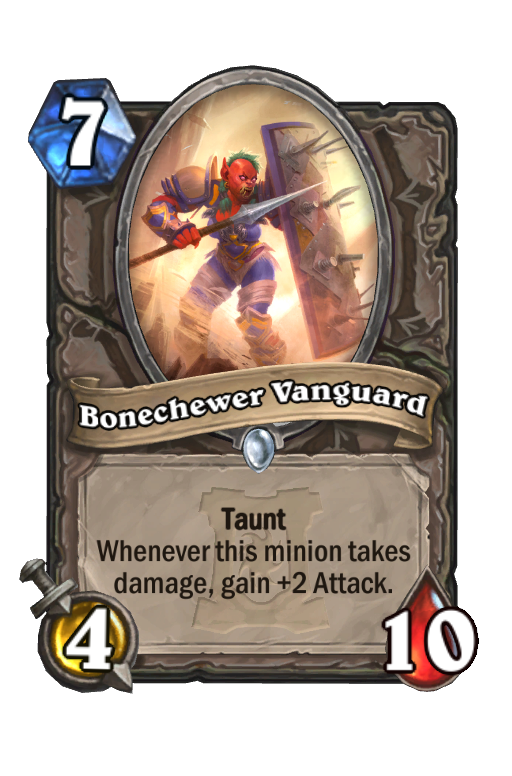 7
Bonechewer Vanguard
Taunt
Whenever this minion takes
damage, gain +2 Attack.
4
10